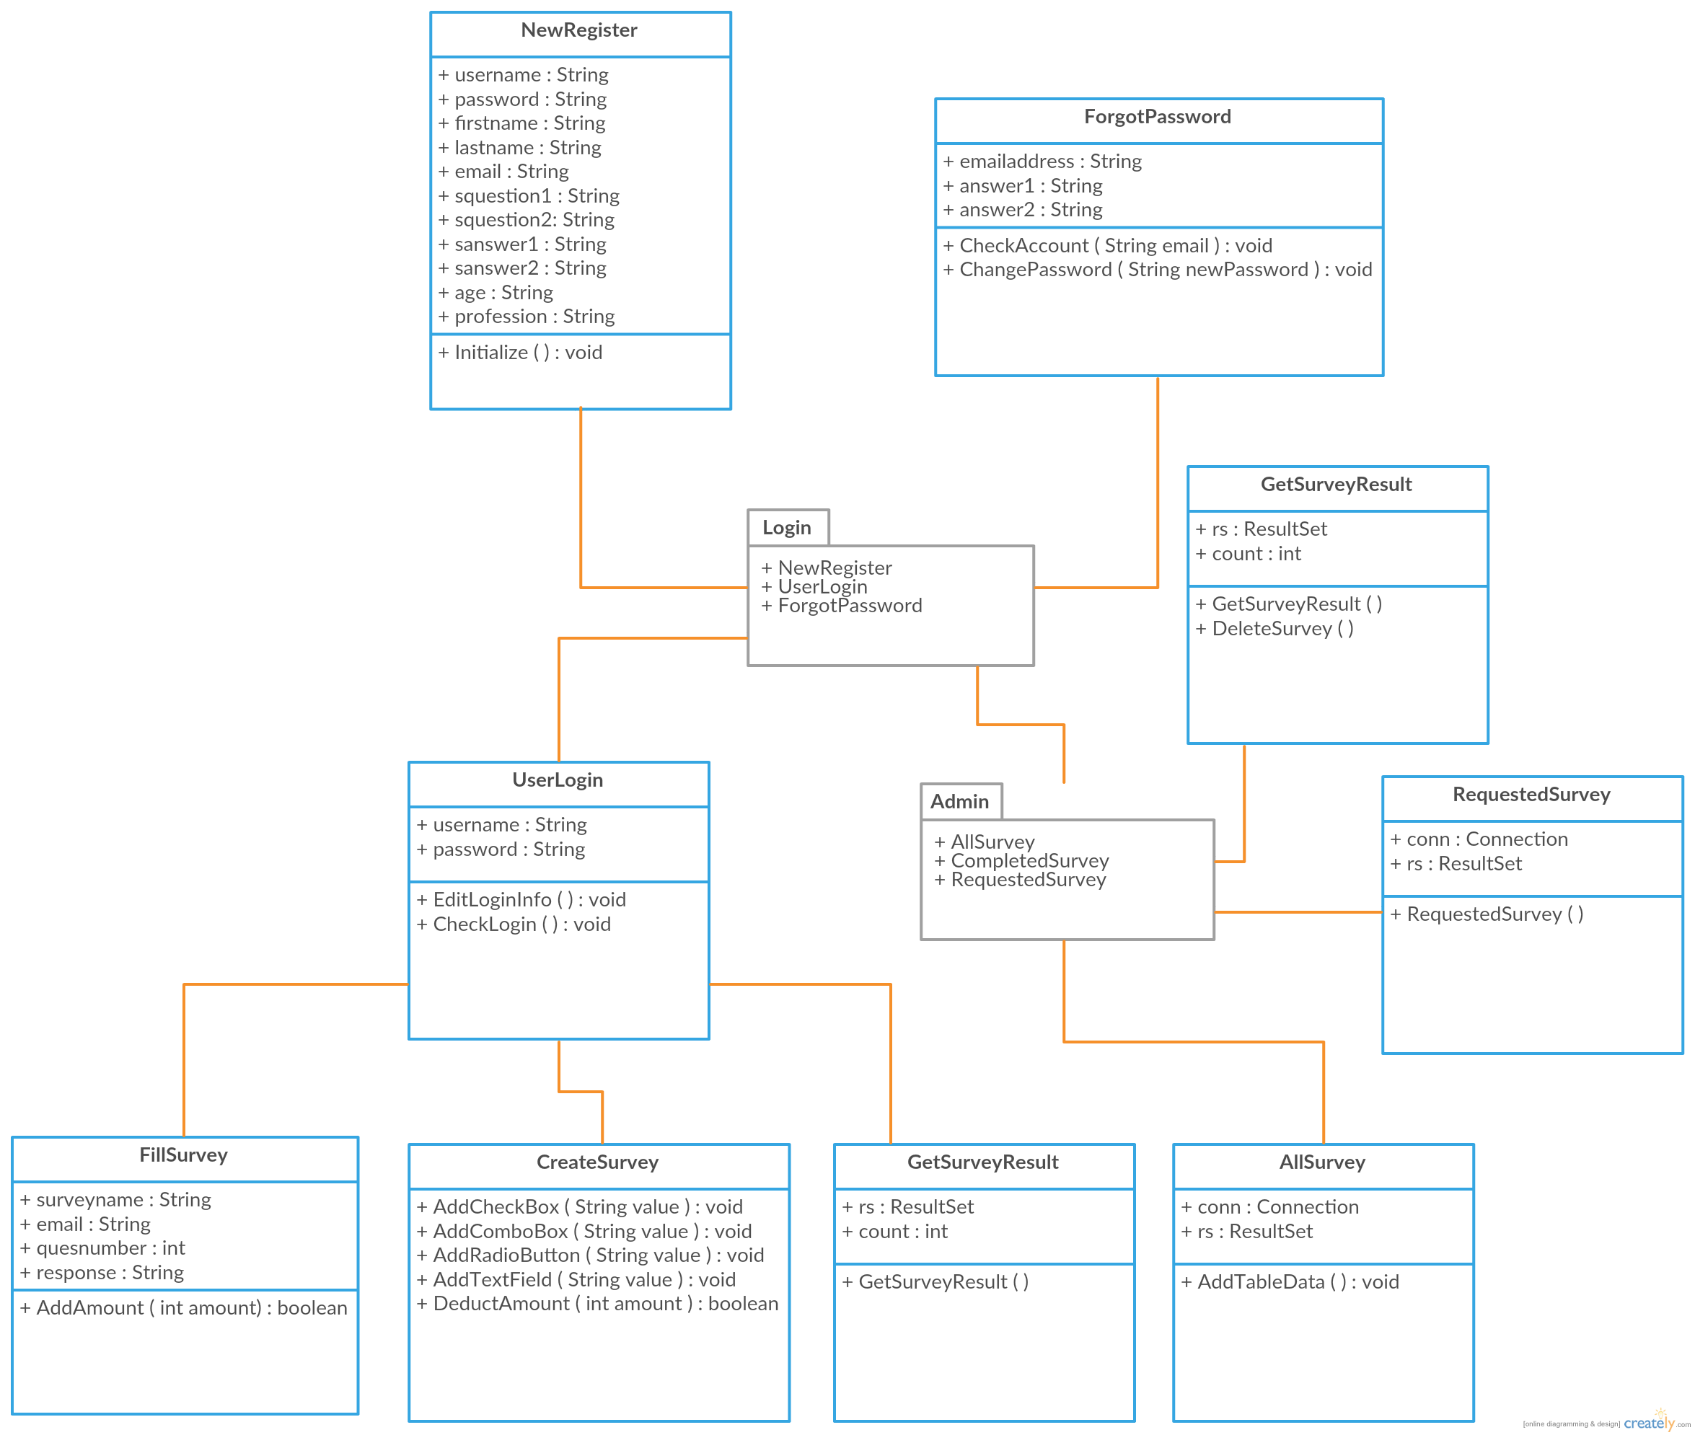 NewRegister
+ username : String
+ password : String
+ firstname : String
+ lastname : String
+ email : String
+ squestion1 : String
+ squestion2: String
+ sanswer1 : String
+ sanswer2 : String
+ age : String
+ profession : String
+ Initialize ( ) : void
ForgotPassword
+ emailaddress : String
+ answer1 : String
+ answer2 : String
+ CheckAccount ( String email ) : void
+ ChangePassword ( String newPassword ) : void
GetSurveyResult
+ rs : ResultSet
+ count : int
+ GetSurveyResult ( )
+ DeleteSurvey ( )
Login
+ NewRegister
+ UserLogin
+ ForgotPassword
UserLogin
+ username : String
+ password : String
+ EditLoginInfo ( ) : void
+ CheckLogin ( ) : void
Admin
+ AllSurvey
+ CompletedSurvey
+ RequestedSurvey
RequestedSurvey
+ conn : Connection
+ rs : ResultSet
+ RequestedSurvey ( )
FillSurvey
+ surveyname : String
+ email : String
+ quesnumber : int
+ response : String
+ AddAmount ( int amount) : boolean
CreateSurvey
+ AddCheckBox ( String value ) : void
+ AddComboBox ( String value ) : void
+ AddRadioButton ( String value ) : void
+ AddTextField ( String value ) : void
+ DeductAmount ( int amount ) : boolean
GetSurveyResult
+ rs : ResultSet
+ count : int
+ GetSurveyResult ( )
AllSurvey
+ conn : Connection
+ rs : ResultSet
+ AddTableData ( ) : void
[online diagramming & design] creately.com